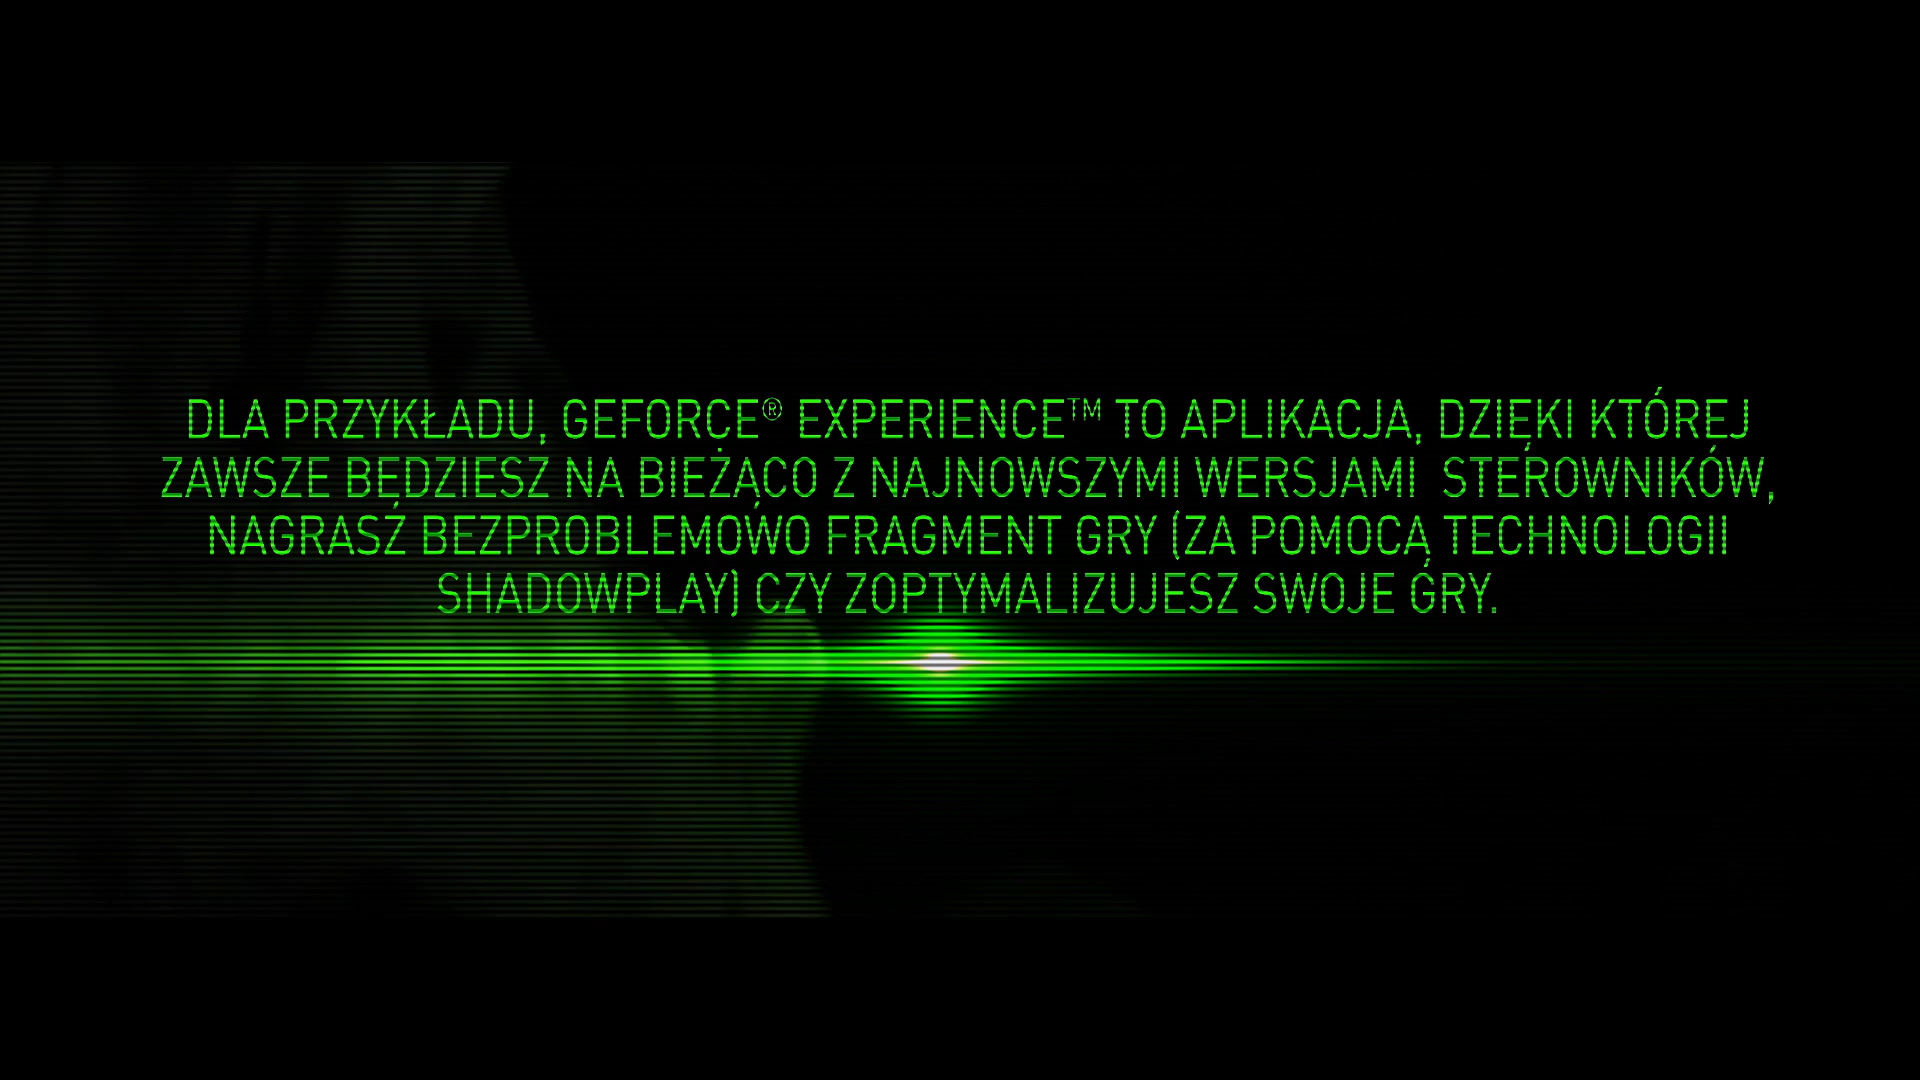 DLA PRZYKŁADU, GEFORCE® EXPERIENCE™ TO APLIKACJA, DZIĘKI KTÓREJ
ZAWSZE BĘDZIESZ NA BIEŻĄCO Z NAJNOWSZYMI WERSJAMI  STEROWNIKÓW,
NAGRASZ BEZPROBLEMOWO FRAGMENT GRY (ZA POMOCĄ TECHNOLOGII
SHADOWPLAY) CZY ZOPTYMALIZUJESZ SWOJE GRY.